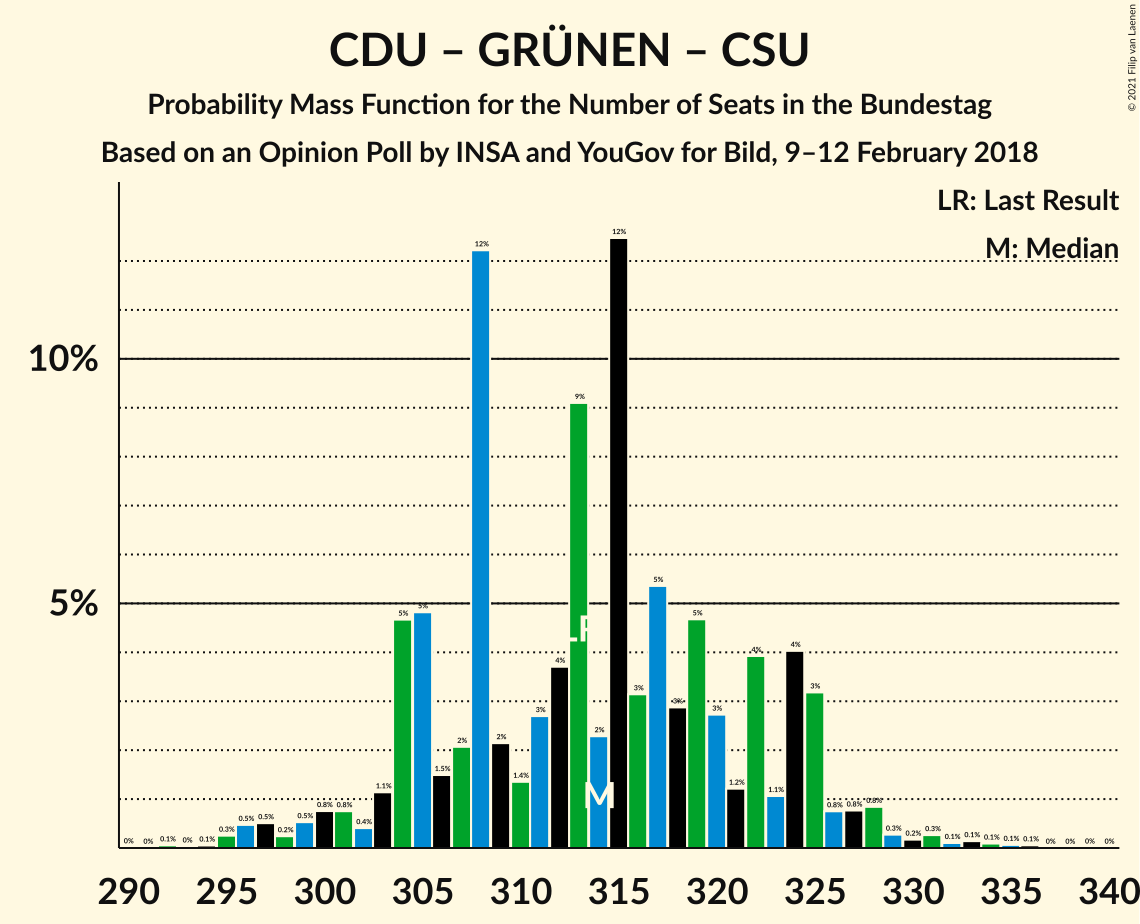 CDU – GRÜNEN – CSU
Probability Mass Function for the Number of Seats in the Bundestag
Based on an Opinion Poll by INSA and YouGov for Bild, 9–12 February 2018
© 2021 Filip van Laenen
LR: Last Result
M: Median
10%
5%
0% 0% 0.1% 0% 0.1% 0.3% 0.5% 0.5% 0.2% 0.5% 0.8% 0.8% 0.4% 1.1% 5% 5% 1.5% 2% 12% 2% 1.4% 3% 4% 9% 2% 12% 3% 5% 3% 5% 3% 1.2% 4% 1.1% 4% 3% 0.8% 0.8% 0.8% 0.3% 0.2% 0.3% 0.1% 0.1% 0.1% 0.1% 0.1% 0% 0% 0% 0%
LR
M
290 295 300 305 310 315 320 325 330 335 340